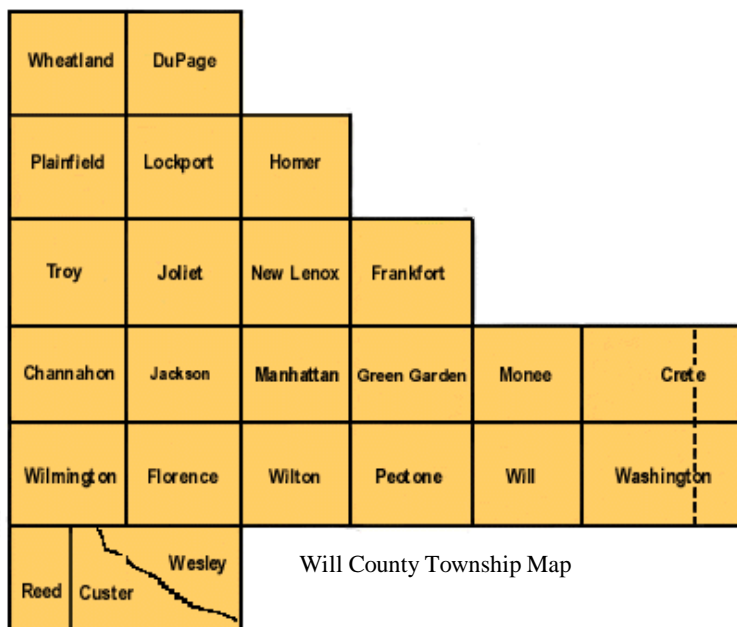 Wheatland DuPage
Plainfield Lockport Homer
Troy Joliet New Lenox Frankfort
Channahon Jackson Manhattan Green Garden Monee Crete
Wilmington Florence Wilton Peotone Will Washington
Wesley
Will County Township Map
Reed Custer